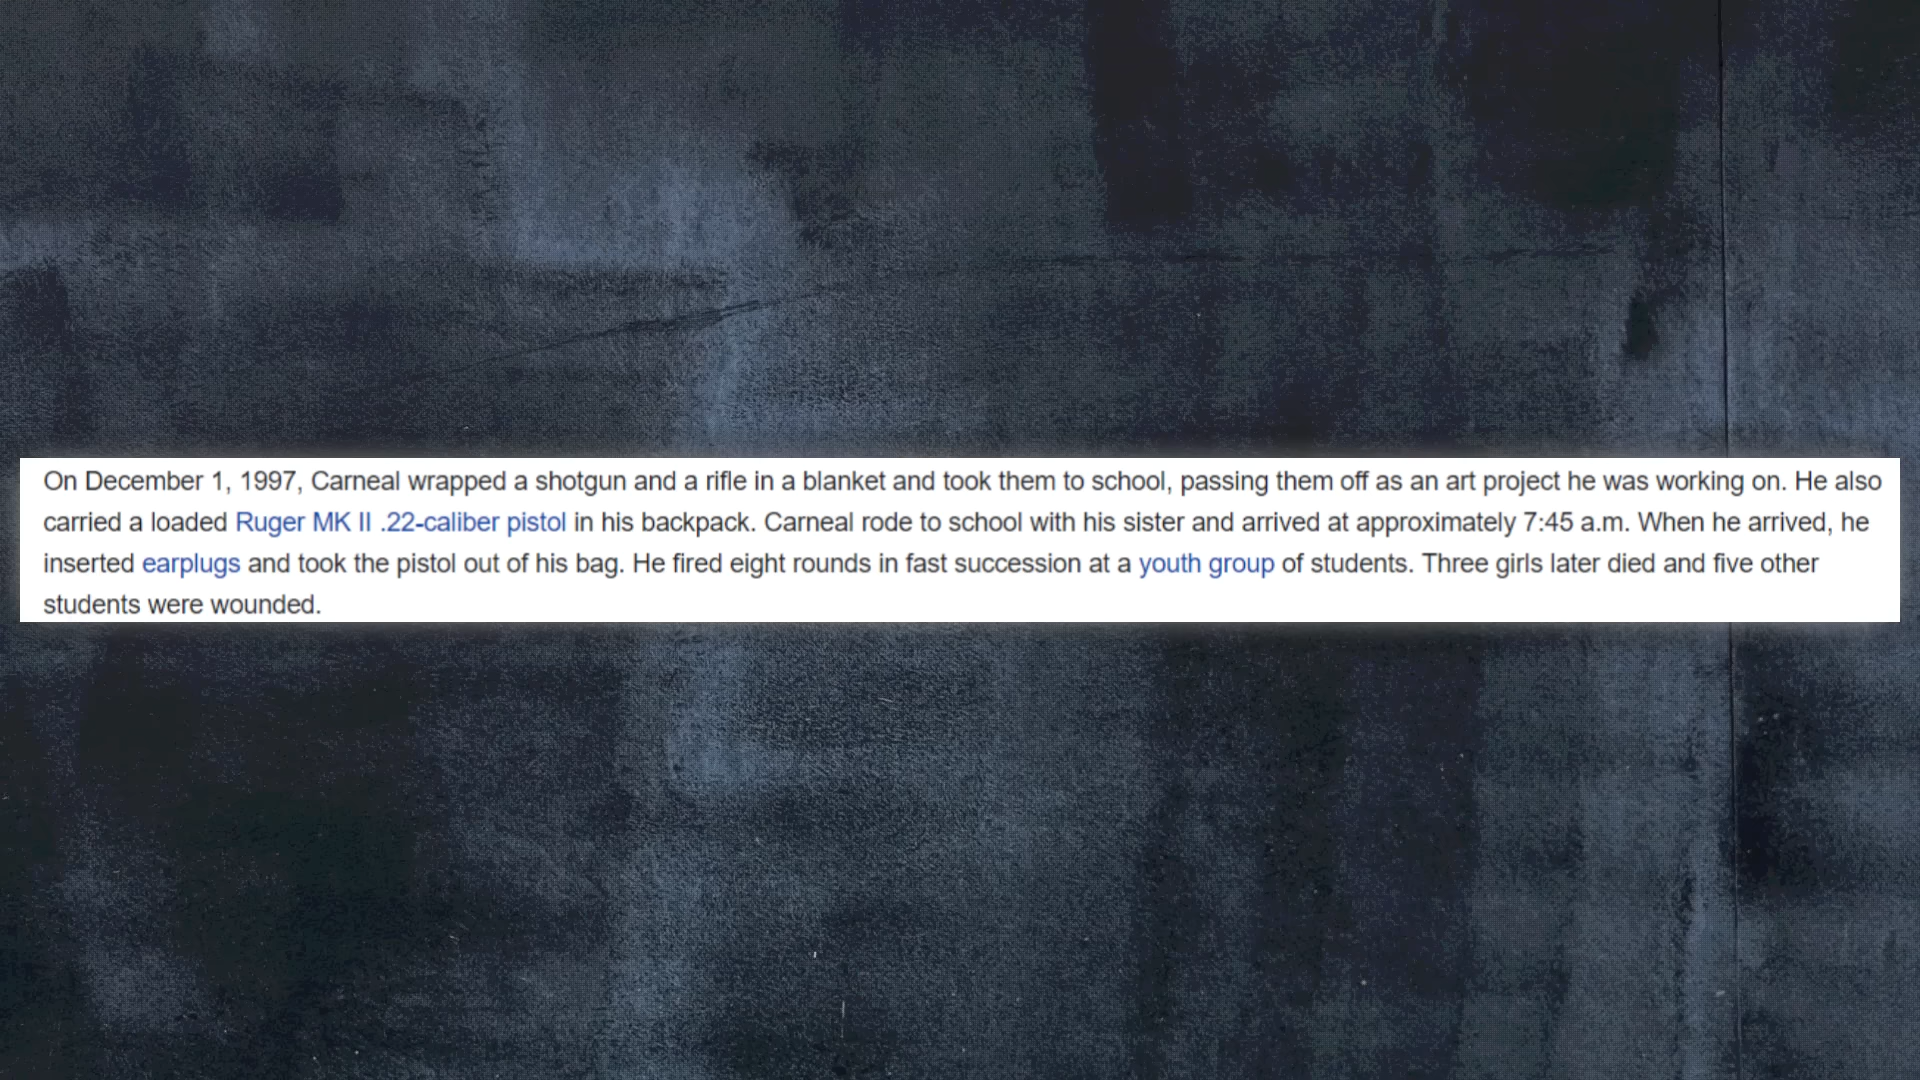 On December 1, 1997, Carneal wrapped a shotgun and a rifle in a blanket and took them to school, passing them off as an art project he was working on. He also
carried a loaded Ruger MK II .22-caliber pistol in his backpack. Carneal rode to school with his sister and arrived at approximately 7:45 a.m. When he arrived, he
inserted earplugs and took the pistol out of his bag. He fired eight rounds in fast succession at a youth group of students. Three girls later died and five other
students were wounded.